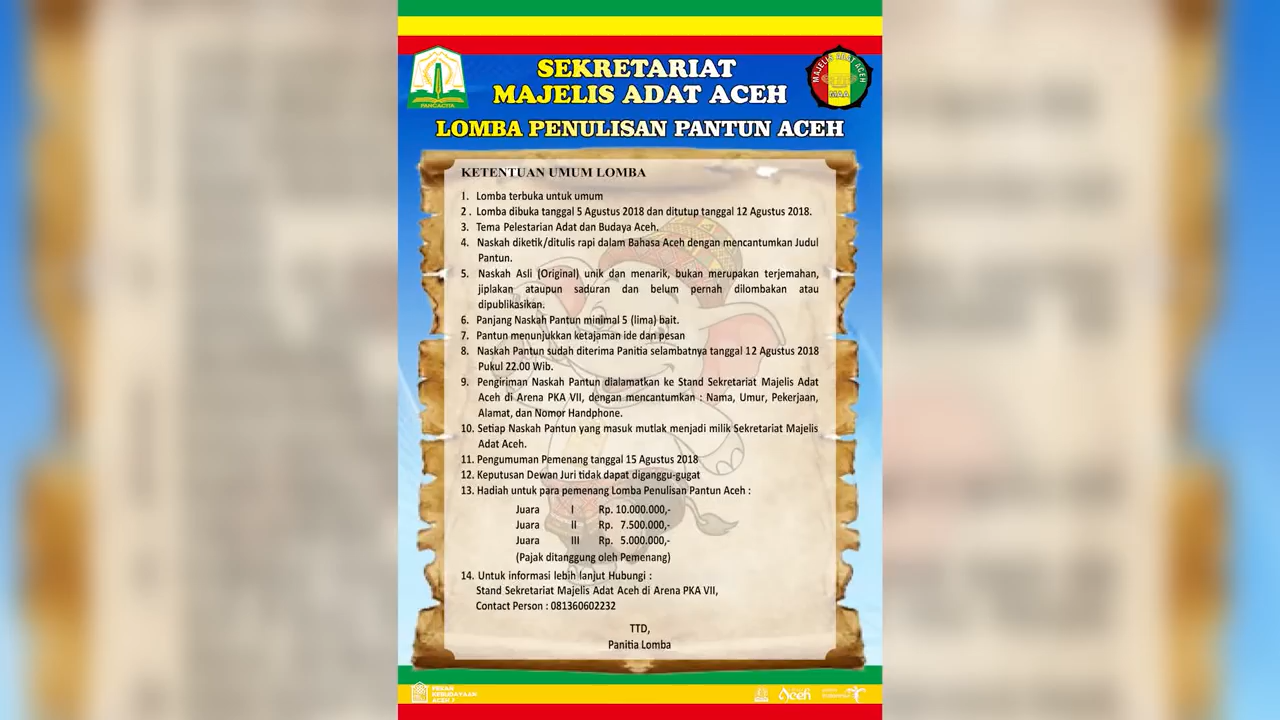 SEKRETARIAT
MAJELIS ADAT ACEH
LOMBA PENULISAN PANTUN ACEH
PANCACITA
MAJELIS ADAT ACEH
MAA
KETENTUAN UMUM LOMBA
1. Lomba terbuka untuk umum
2 . Lomba dibuka tanggal 5 Agustus 2018 dan ditutup tanggal 12 Agustus 2018.
3. Tema Pelestarian Adat dan Budaya Aceh.
4. Naskah diketik/ditulis rapi dalam Bahasa Aceh dengan mencantumkan Judul
Pantun.
5. Naskah Asli (Original) unik dan menarik, bukan merupakan terjemahan,
jiplakan ataupun saduran dan belum pernah dilombakan atau
dipublikasikan.
6. Panjang Naskah Pantun minimal 5 (lima) bait.
7. Pantun menunjukkan ketajaman ide dan pesan
8. Naskah Pantun sudah diterima Panitia selambatnya tanggal 12 Agustus 2018
Pukul 22.00 Wib.
9. Pengiriman Naskah Pantun dialamatkan ke Stand Sekretariat Majelis Adat
Aceh di Arena PKA VII, dengan mencantumkan : Nama, Umur, Pekerjaan,
Alamat, dan Nomor Handphone.
10. Setiap Naskah Pantun yang masuk mutlak menjadi milik Sekretariat Majelis
Adat Aceh.
11. Pengumuman Pemenang tanggal 15 Agustus 2018
12. Keputusan Dewan Juri tidak dapat diganggu-gugat
13. Hadiah untuk para pemenang Lomba Penulisan Pantun Aceh :
Juara I Rp. 10.000.000,-
Juara II Rp. 7.500.000,-
Juara III Rp. 5.000.000,-
(Pajak ditanggung oleh Pemenang)
14. Untuk informasi lebih lanjut Hubungi :
Stand Sekretariat Majelis Adat Aceh di Arena PKA VII,
Contact Person : 081360602232
TTD,
Panitia Lomba
PEKAN
KEBUDAYAAN
ACEH 7
Aceh